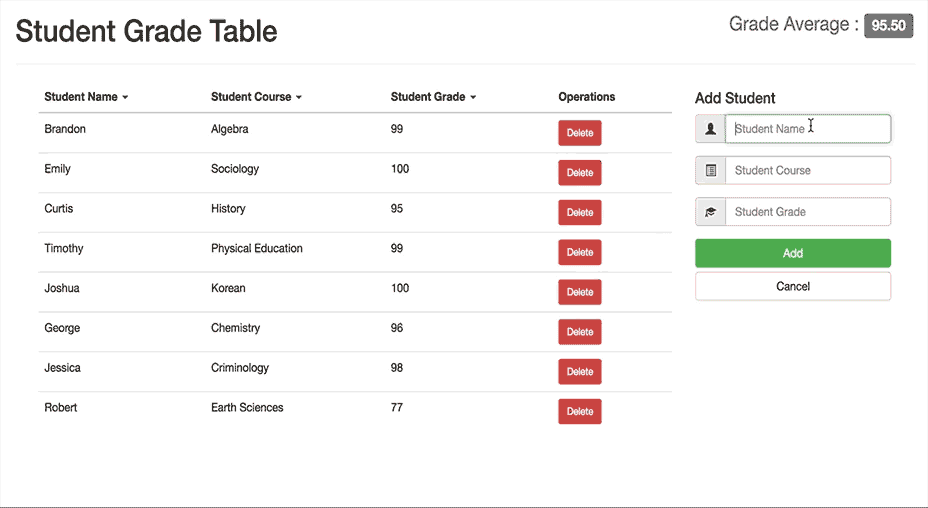 Student Grade Table
Grade Average : 95.50
Student Name Student Course Student Grade Operations
Brandon Algebra 99 Delete
Emily Sociology 100 Delete
Curtis History 95 Delete
Timothy Physical Education 99 Delete
Joshua Korean 100 Delete
George Chemistry 96 Delete
Jessica Criminology 98 Delete
Robert Earth Sciences 77 Delete
Add Student
Student Name
Student Course
Student Grade
Add
Cancel